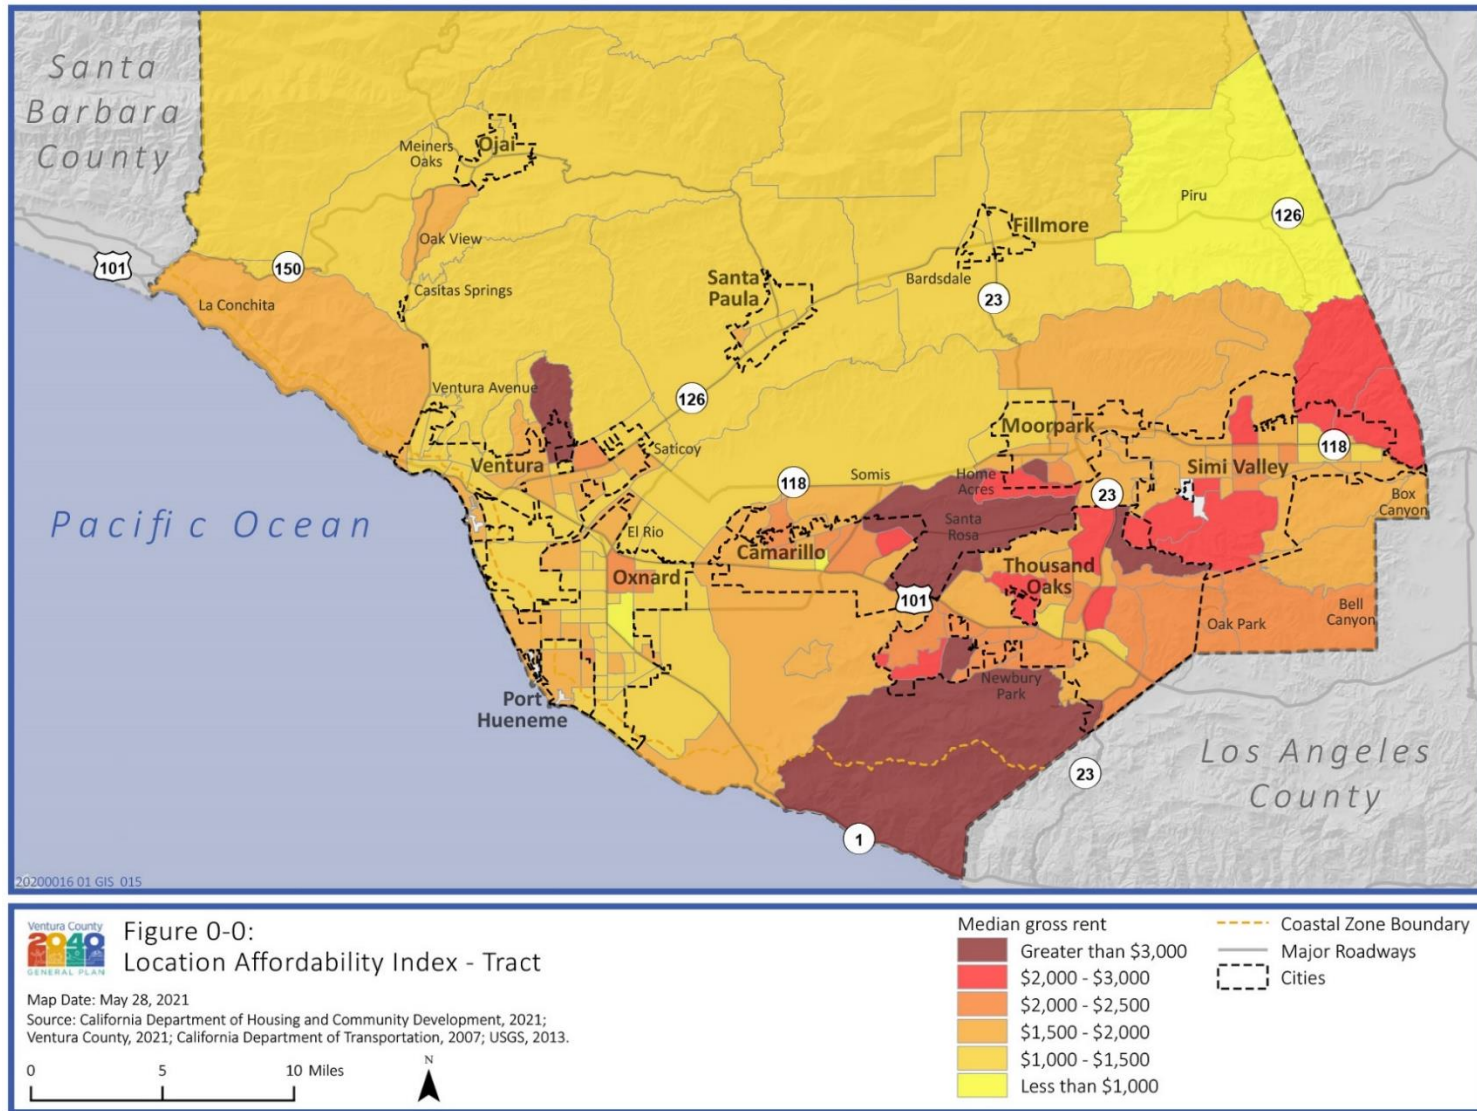 Santa
Barbara
County
Meiners
Oaks
Ojai
Piru
126
Oak View
Fillmore
101
150
Casitas Springs
Santa
Paula
Bardsdale
23
La Conchita
Ventura Avenue
126
Moorpark
Saticoy
118
Ventura
118
Somis
Home
Acres
Simi Valley
23
Box
Canyon
Pacific Ocean
El Rio
Santa
Rosa
Camarillo
Thousand
Oaks
Oxnard
101
Bell
Canyon
Oak Park
Newbury
Park
Port
Hueneme
Los Angeles
County
23
1
20200016 01 GIS 015
Ventura County
2040
GENERAL PLAN
Figure 0-0:
Location Affordability Index - Tract
Map Date: May 28, 2021
Source: California Department of Housing and Community Development, 2021;
Ventura County, 2021; California Department of Transportation, 2007; USGS, 2013.
0 5 10 Miles
N
Median gross rent
Greater than $3,000
$2,000 - $3,000
$2,000 - $2,500
$1,500 - $2,000
$1,000 - $1,500
Less than $1,000
Coastal Zone Boundary
Major Roadways
Cities